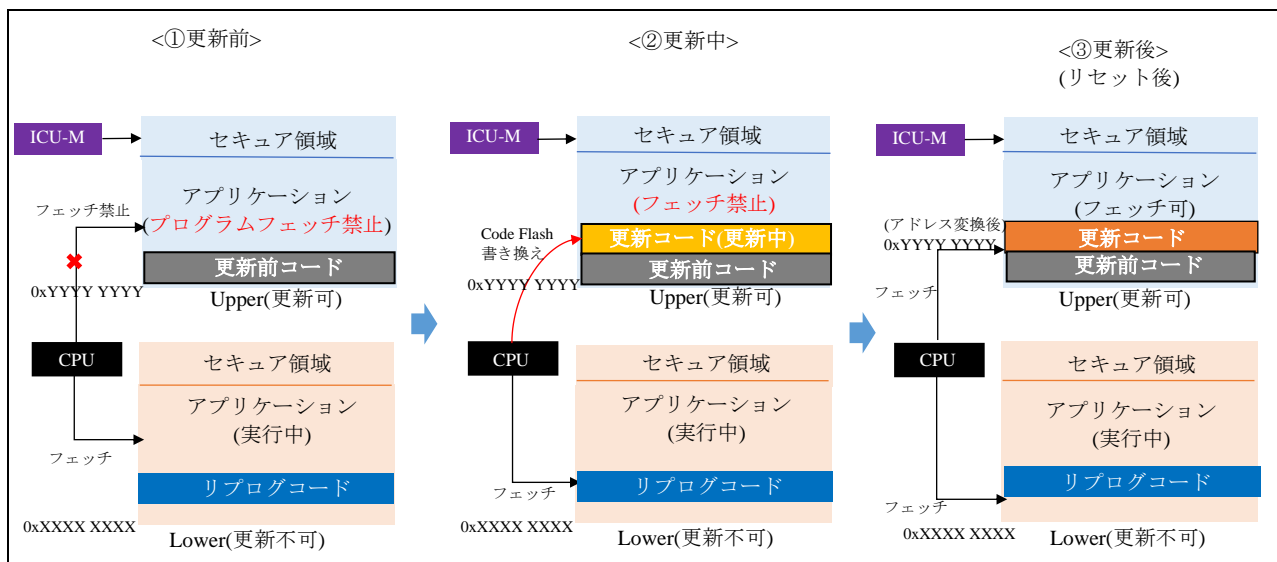 <①更新前>
ICU-M
セキュア領域
アプリケーション
(プログラムフェッチ禁止)
フェッチ禁止
更新前コード
0xYYYY YYYY
Upper(更新可)
CPU
セキュア領域
アプリケーション
(実行中)
フェッチ
リプログコード
0xXXXX XXXX
Lower(更新不可)
<②更新中>
ICU-M
セキュア領域
アプリケーション
(フェッチ禁止)
Code Flash
書き換え
更新コード(更新中)
更新前コード
0xYYYY YYYY
Upper(更新可)
CPU
セキュア領域
アプリケーション
(実行中)
フェッチ
リプログコード
0xXXXX XXXX
Lower(更新不可)
<③更新後>
(リセット後)
ICU-M
セキュア領域
アプリケーション
(フェッチ可)
(アドレス変換後)
0xYYYY YYYY
更新コード
更新前コード
フェッチ
Upper(更新可)
CPU
セキュア領域
アプリケーション
(実行中)
リプログコード
フェッチ
0xXXXX XXXX
Lower(更新不可)